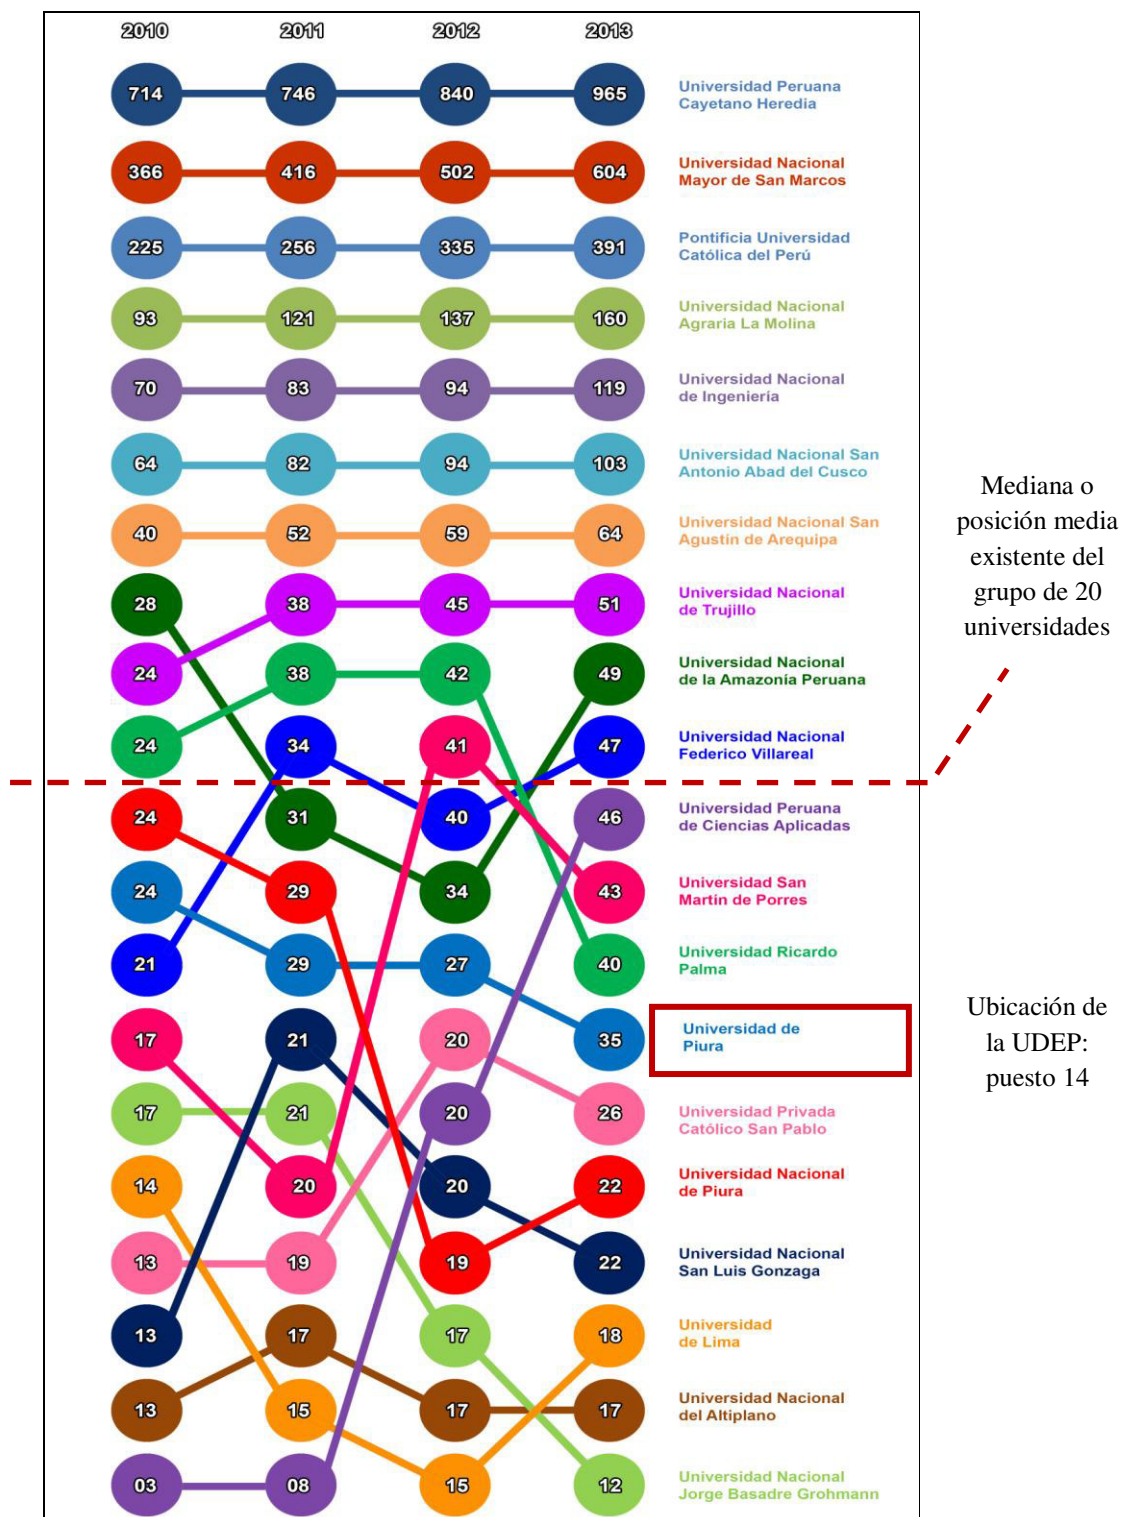 2010 2011 2012 2013
714 746 840 965 Universidad Peruana
Cayetano Heredia
366 416 502 604 Universidad Nacional
Mayor de San Marcos
225 256 335 391 Pontificia Universidad
Católica del Perú
93 121 137 160 Universidad Nacional
Agraria La Molina
70 83 94 119 Universidad Nacional
de Ingeniería
64 82 94 103 Universidad Nacional San
Antonio Abad del Cusco
40 52 59 64 Universidad Nacional San
Agustín de Arequipa
28 38 45 51 Universidad Nacional
de Trujillo
24 38 42 49 Universidad Nacional
de la Amazonía Peruana
24 34 41 47 Universidad Nacional
Federico Villareal
24 31 40 46 Universidad Peruana
de Ciencias Aplicadas
24 29 34 43 Universidad San
Martín de Porres
21 29 27 40 Universidad Ricardo
Palma
17 21 20 35 Universidad de
Piura
17 21 20 26 Universidad Privada
Católico San Pablo
14 20 20 22 Universidad Nacional
de Piura
13 19 19 22 Universidad Nacional
San Luis Gonzaga
13 17 17 18 Universidad
de Lima
13 15 17 17 Universidad Nacional
del Altiplano
03 08 15 12 Universidad Nacional
Jorge Basadre Grohmann
Mediana o
posición media
existente del
grupo de 20
universidades
Ubicación de
la UDEP:
puesto 14